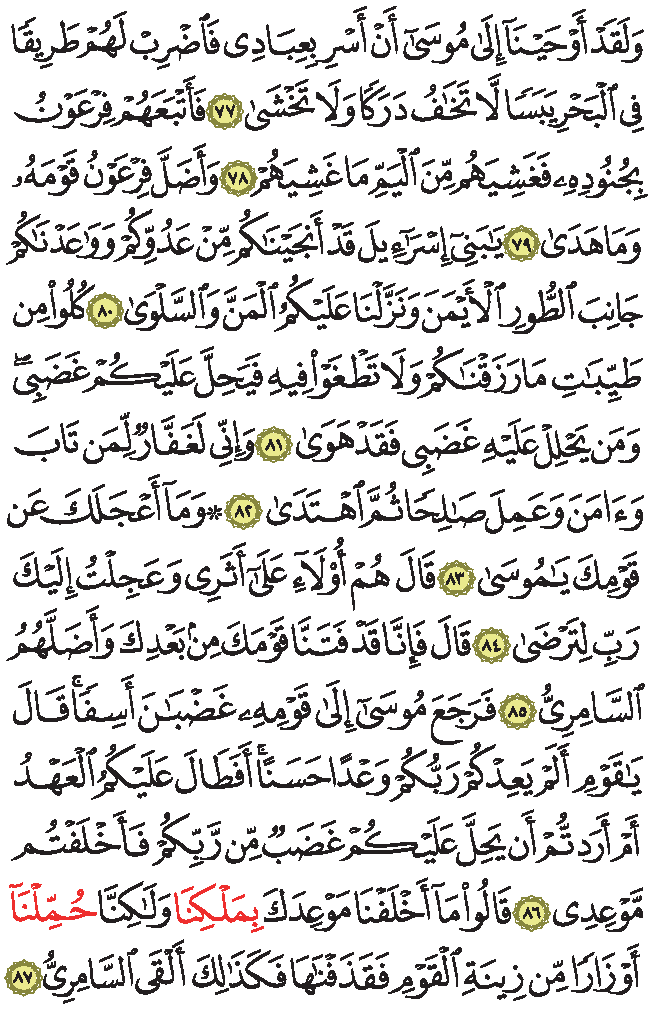 وَلَقَدْ أَوْحَيْنَآ إِلَىٰ مُوسَىٰٓ أَنْ أَسْرِ بِعِبَادِى فَٱضْرِبْ لَهُمْ طَرِيقًا
فِى ٱلْبَحْرِ يَبَسًا لَّا تَخَٰفُ دَرَكًا وَلَا تَخْشَىٰ ٧٧ فَأَتْبَعَهُمْ فِرْعَوْنُ
بِجُنُودِهِۦ فَغَشِيَهُم مِّنَ ٱلْيَمِّ مَا غَشِيَهُمْ ٧٨ وَأَضَلَّ فِرْعَوْنُ قَوْمَهُۥ
وَمَا هَدَىٰ ٧٩ يَٰبَنِىٓ إِسْرَٰٓءِيلَ قَدْ أَنجَيْنَٰكُم مِّنْ عَدُوِّكُمْ وَوَٰعَدْنَٰكُمْ
جَانِبَ ٱلطُّورِ ٱلْأَيْمَنَ وَنَزَّلْنَا عَلَيْكُمُ ٱلْمَنَّ وَٱلسَّلْوَىٰ ٨٠ كُلُوا۟ مِن
طَيِّبَٰتِ مَا رَزَقْنَٰكُمْ وَلَا تَطْغَوْا۟ فِيهِ فَيَحِلَّ عَلَيْكُمْ غَضَبِىۖ
وَمَن يَحْلِلْ عَلَيْهِ غَضَبِى فَقَدْ هَوَىٰ ٨١ وَإِنِّى لَغَفَّارٌ لِّمَن تَابَ
وَءَامَنَ وَعَمِلَ صَٰلِحًا ثُمَّ ٱهْتَدَىٰ ٨٢ ۞ وَمَآ أَعْجَلَكَ عَن
قَوْمِكَ يَٰمُوسَىٰ ٨٣ قَالَ هُمْ أُو۟لَآءِ عَلَىٰٓ أَثَرِى وَعَجِلْتُ إِلَيْكَ
رَبِّ لِتَرْضَىٰ ٨٤ قَالَ فَإِنَّا قَدْ فَتَنَّا قَوْمَكَ مِنۢ بَعْدِكَ وَأَضَلَّهُمُ
ٱلسَّامِرِىُّ ٨٥ فَرَجَعَ مُوسَىٰٓ إِلَىٰ قَوْمِهِۦ غَضْبَٰنَ أَسِفًاۚ قَالَ
يَٰقَوْمِ أَلَمْ يَعِدْكُمْ رَبُّكُمْ وَعْدًا حَسَنًاۚ أَفَطَالَ عَلَيْكُمُ ٱلْعَهْدُ
أَمْ أَرَدتُّمْ أَن يَحِلَّ عَلَيْكُمْ غَضَبٌ مِّن رَّبِّكُمْ فَأَخْلَفْتُم
مَّوْعِدِى ٨٦ قَالُوا۟ مَآ أَخْلَفْنَا مَوْعِدَكَ بِمَلْكِنَا وَلَٰكِنَّا حُمِّلْنَآ
أَوْزَارًا مِّن زِينَةِ ٱلْقَوْمِ فَقَذَفْنَٰهَا فَكَذَٰلِكَ أَلْقَى ٱلسَّامِرِىُّ ٨٧